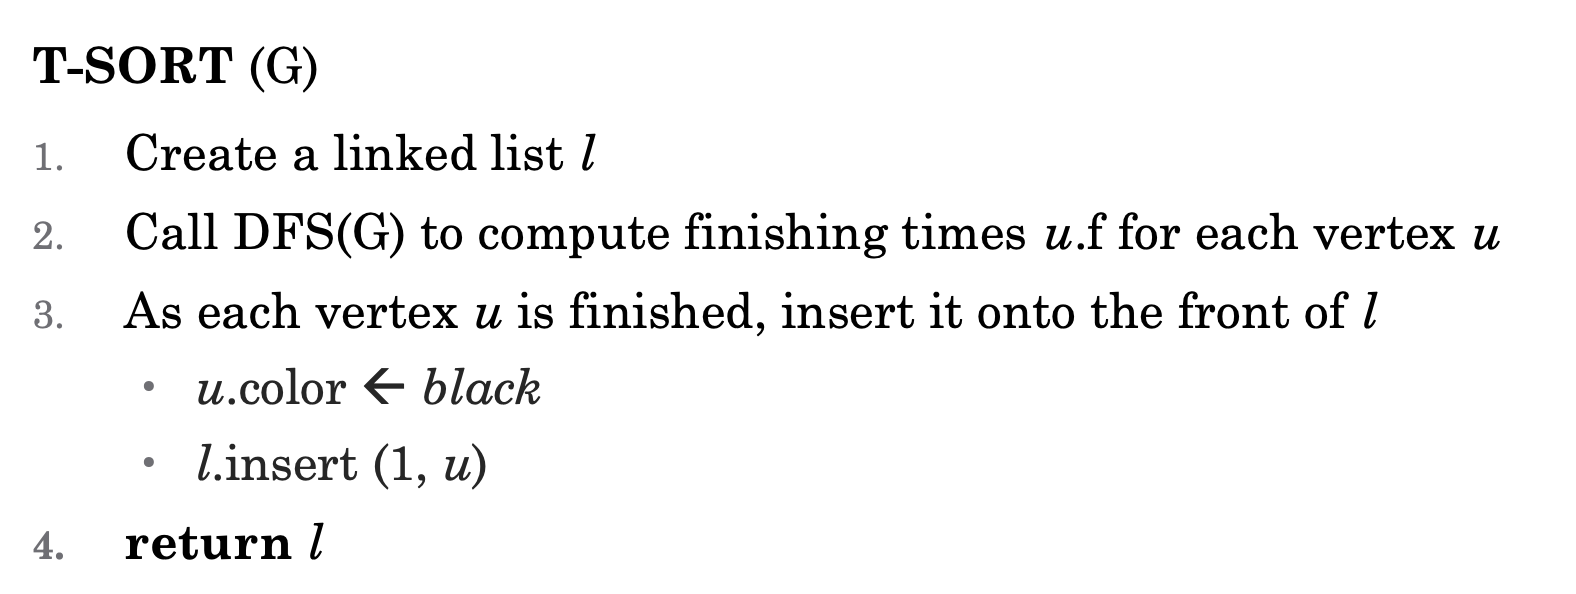 T-SORT (G)
1. Create a linked list l
2. Call DFS(G) to compute finishing times u.f for each vertex u
3. As each vertex u is finished, insert it onto the front of l
• u.color ← black
• l.insert (1, u)
4. return l